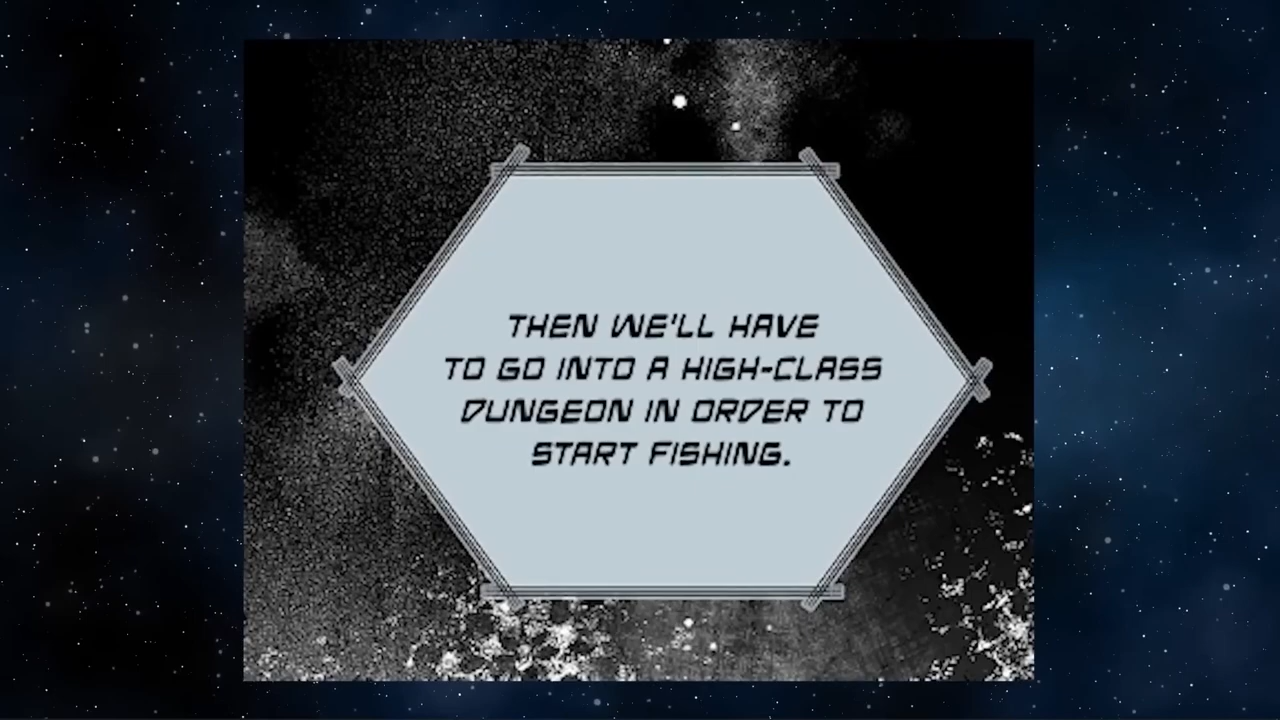 THEN WE'LL HAVE
TO GO INTO A HIGH-CLASS
DUNGEON IN ORDER TO
START FISHING.